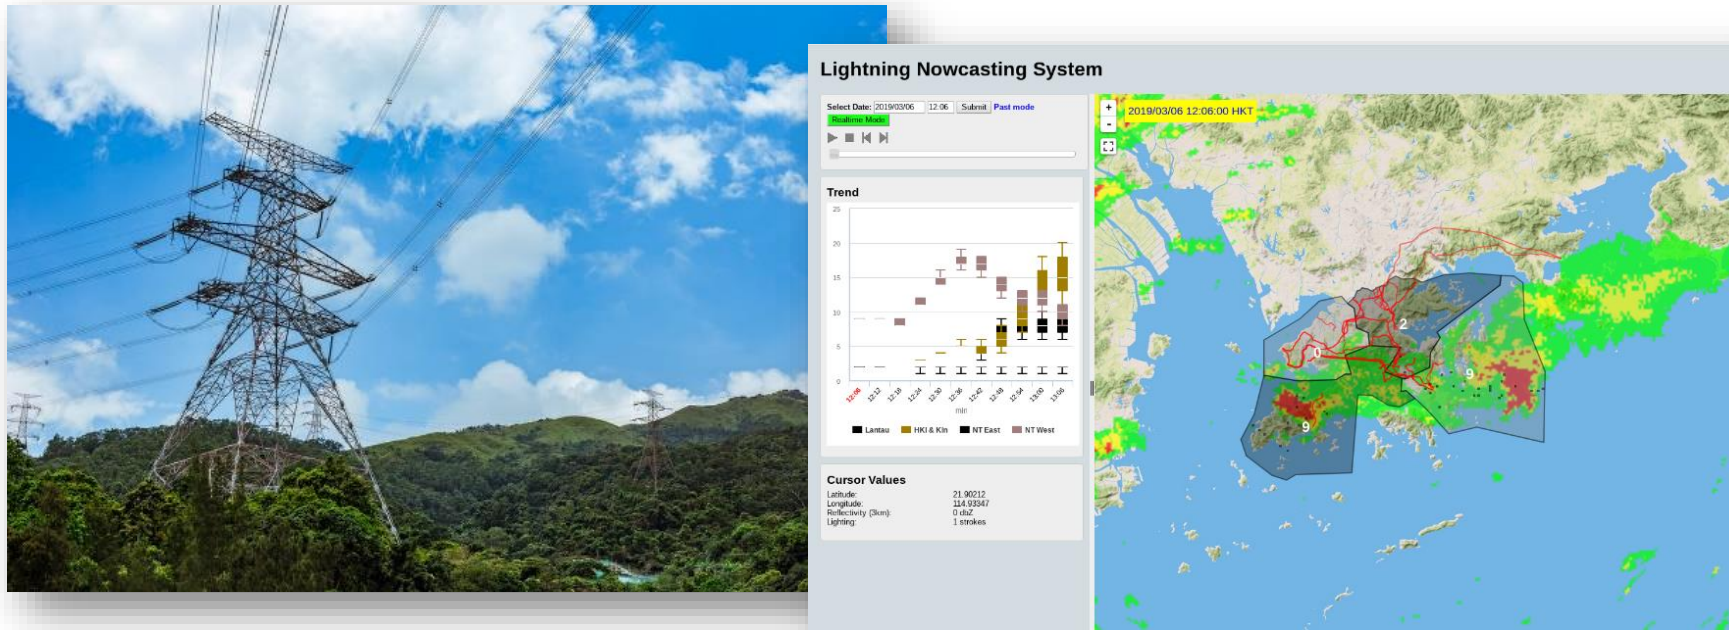 Lightning Nowcasting System
Select Date: 2019/03/06 12:06 Submit Past mode
Realtime Mode
Trend
25
20
15
10
5
0
12:06 12:12 12:18 12:24 12:30 12:36 12:42 12:48 12:54 13:00 13:06
min
Lantau HKI & Kln NT East NT West
Cursor Values
Latitude: 21.90212
Longitude: 114.93347
Reflectivity (3km): 0 dbZ
Lighting: 1 strokes
+
-
2019/03/06 12:06:00 HKT
2
0
9
9